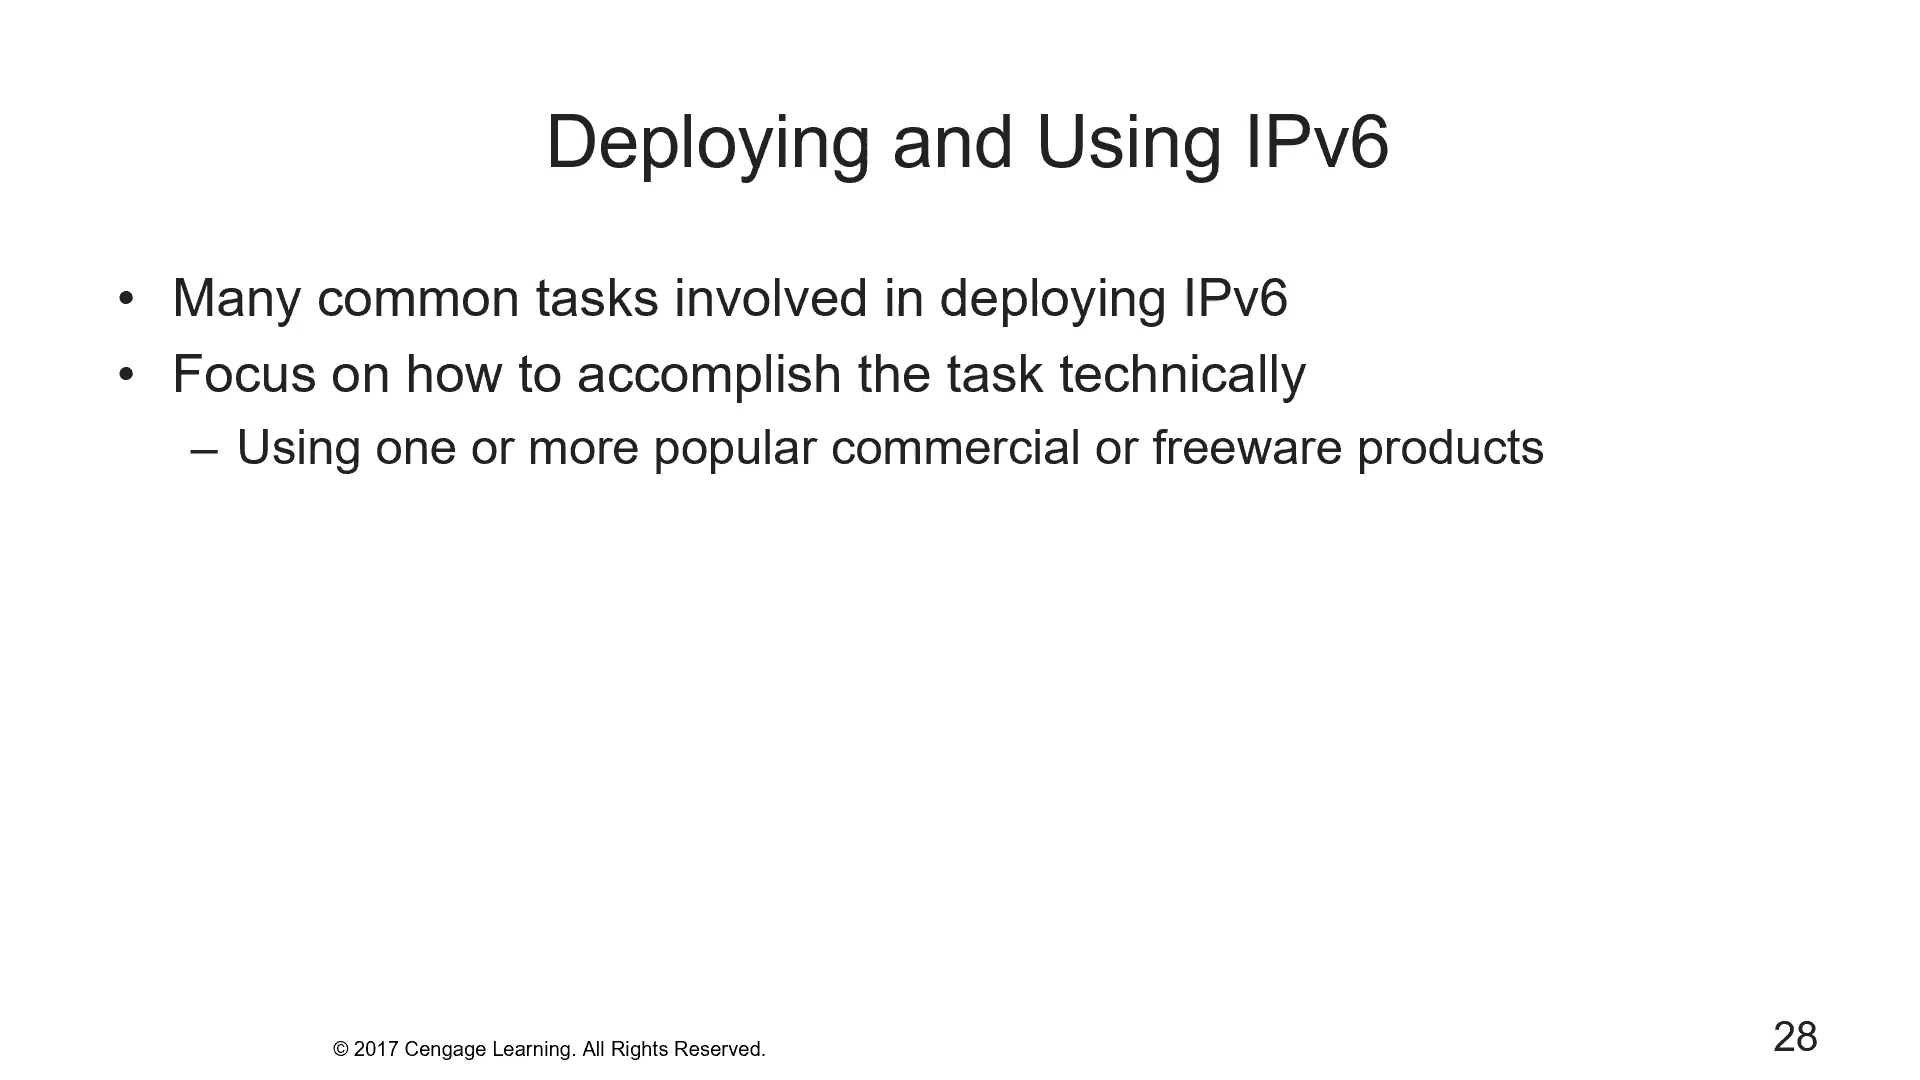 Deploying and Using IPv6
• Many common tasks involved in deploying IPv6
• Focus on how to accomplish the task technically
– Using one or more popular commercial or freeware products
© 2017 Cengage Learning. All Rights Reserved.
28